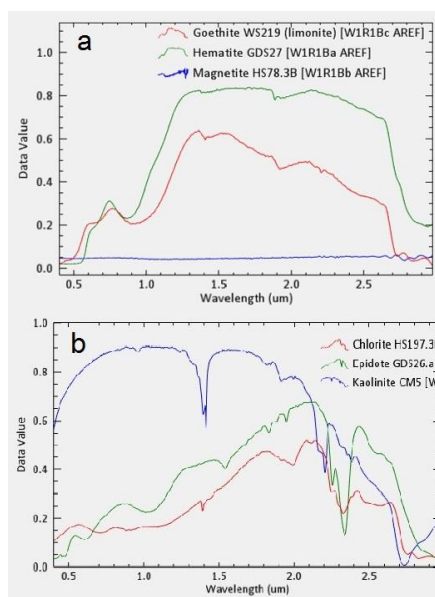 a
Goethite WS219 (limonite) [W1R1Bc AREF]
Hematite GDS27 [W1R1Ba AREF]
Magnetite HS78.3B [W1R1Bb AREF]
Data Value
1.0
0.8
0.6
0.4
0.2
0.0
0.5 1.0 1.5 2.0 2.5
Wavelength (um)
b
Chlorite HS197.3
Epidote GDS26.a
Kaolinite CM5 [W
Data Value
1.0
0.8
0.6
0.4
0.2
0.0
0.5 1.0 1.5 2.0 2.5
Wavelength (um)